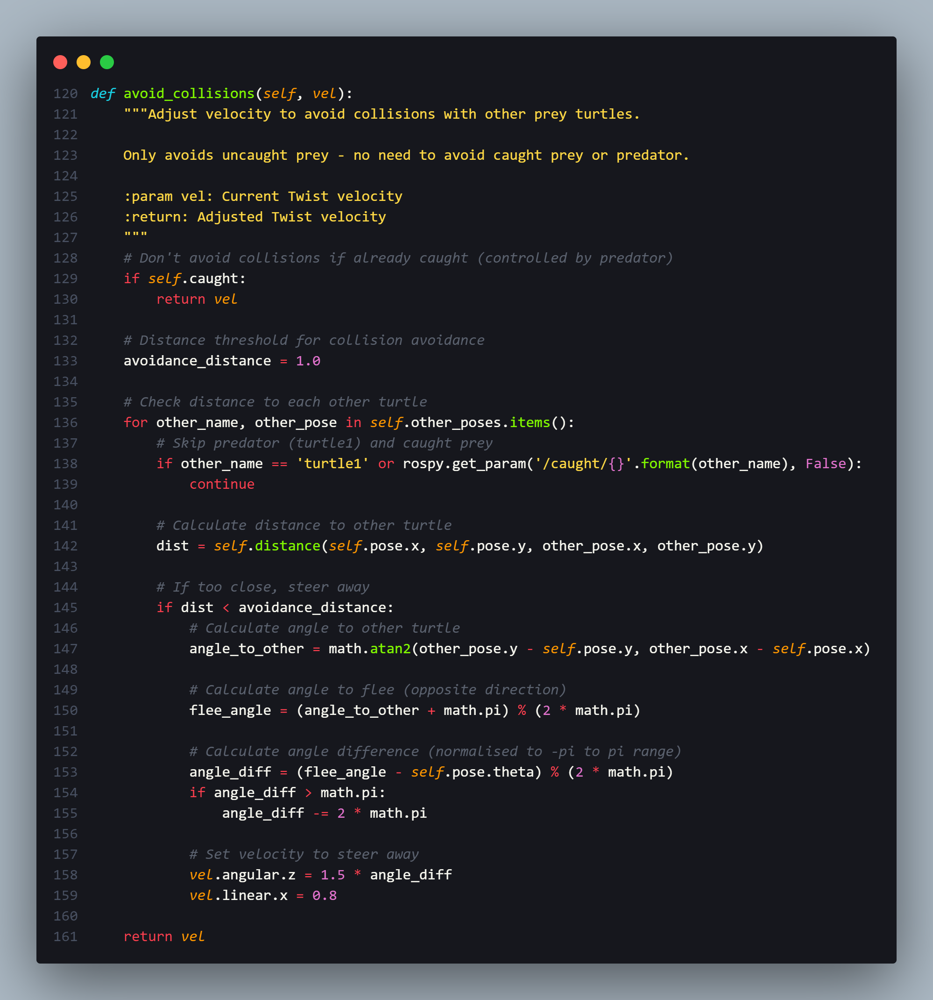 120 def avoid_collisions(self, vel):
121     """Adjust velocity to avoid collisions with other prey turtles.
122
123     Only avoids uncaught prey - no need to avoid caught prey or predator.
124
125     :param vel: Current Twist velocity
126     :return: Adjusted Twist velocity
127     """
128     # Don't avoid collisions if already caught (controlled by predator)
129     if self.caught:
130         return vel
131
132     # Distance threshold for collision avoidance
133     avoidance_distance = 1.0
134
135     # Check distance to each other turtle
136     for other_name, other_pose in self.other_poses.items():
137         # Skip predator (turtle1) and caught prey
138         if other_name == 'turtle1' or rospy.get_param('/caught/{}'.format(other_name), False):
139             continue
140
141         # Calculate distance to other turtle
142         dist = self.distance(self.pose.x, self.pose.y, other_pose.x, other_pose.y)
143
144         # If too close, steer away
145         if dist < avoidance_distance:
146             # Calculate angle to other turtle
147             angle_to_other = math.atan2(other_pose.y - self.pose.y, other_pose.x - self.pose.x)
148
149             # Calculate angle to flee (opposite direction)
150             flee_angle = (angle_to_other + math.pi) % (2 * math.pi)
151
152             # Calculate angle difference (normalised to -pi to pi range)
153             angle_diff = (flee_angle - self.pose.theta) % (2 * math.pi)
154             if angle_diff > math.pi:
155                 angle_diff -= 2 * math.pi
156
157             # Set velocity to steer away
158             vel.angular.z = 1.5 * angle_diff
159             vel.linear.x = 0.8
160
161     return vel